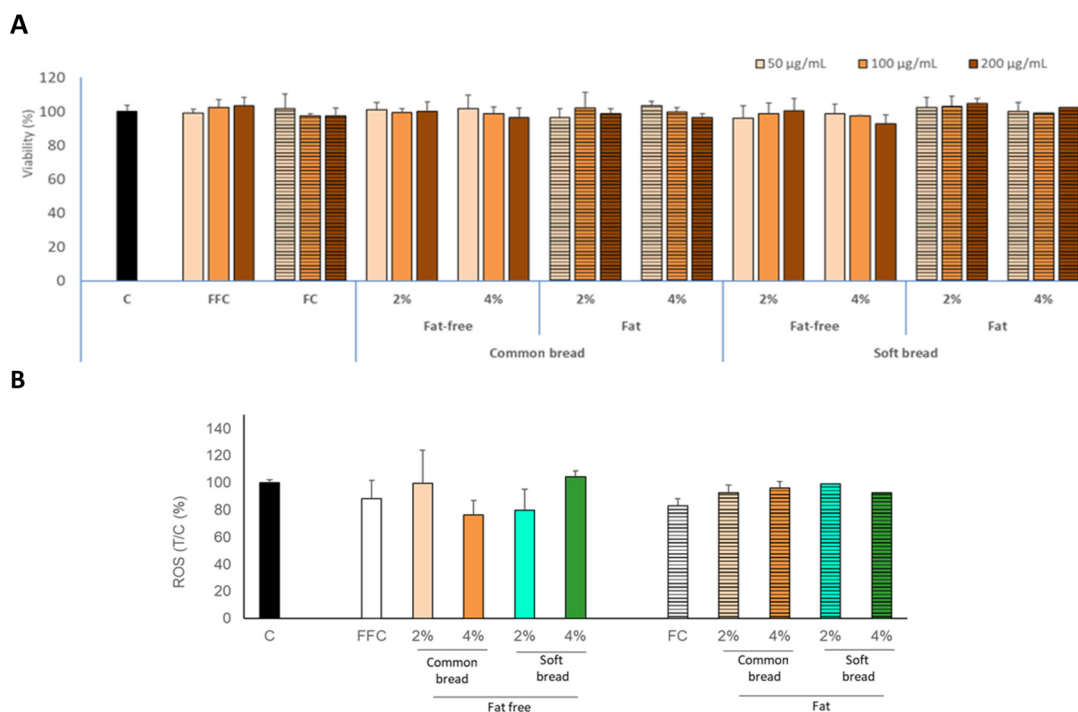 A
50 µg/mL 100 µg/mL 200 µg/mL
Viability (%)
120
100
80
60
40
20
0
C FFC FC 2% 4% 2% 4% 2% 4% 2% 4%
Fat-free Fat Fat-free Fat
Common bread Soft bread
B
ROS (T/C (%)
140
120
100
80
60
40
20
0
C FFC 2% 4% 2% 4% FC 2% 4% 2% 4%
Common bread Soft bread Common bread Soft bread
Fat free Fat